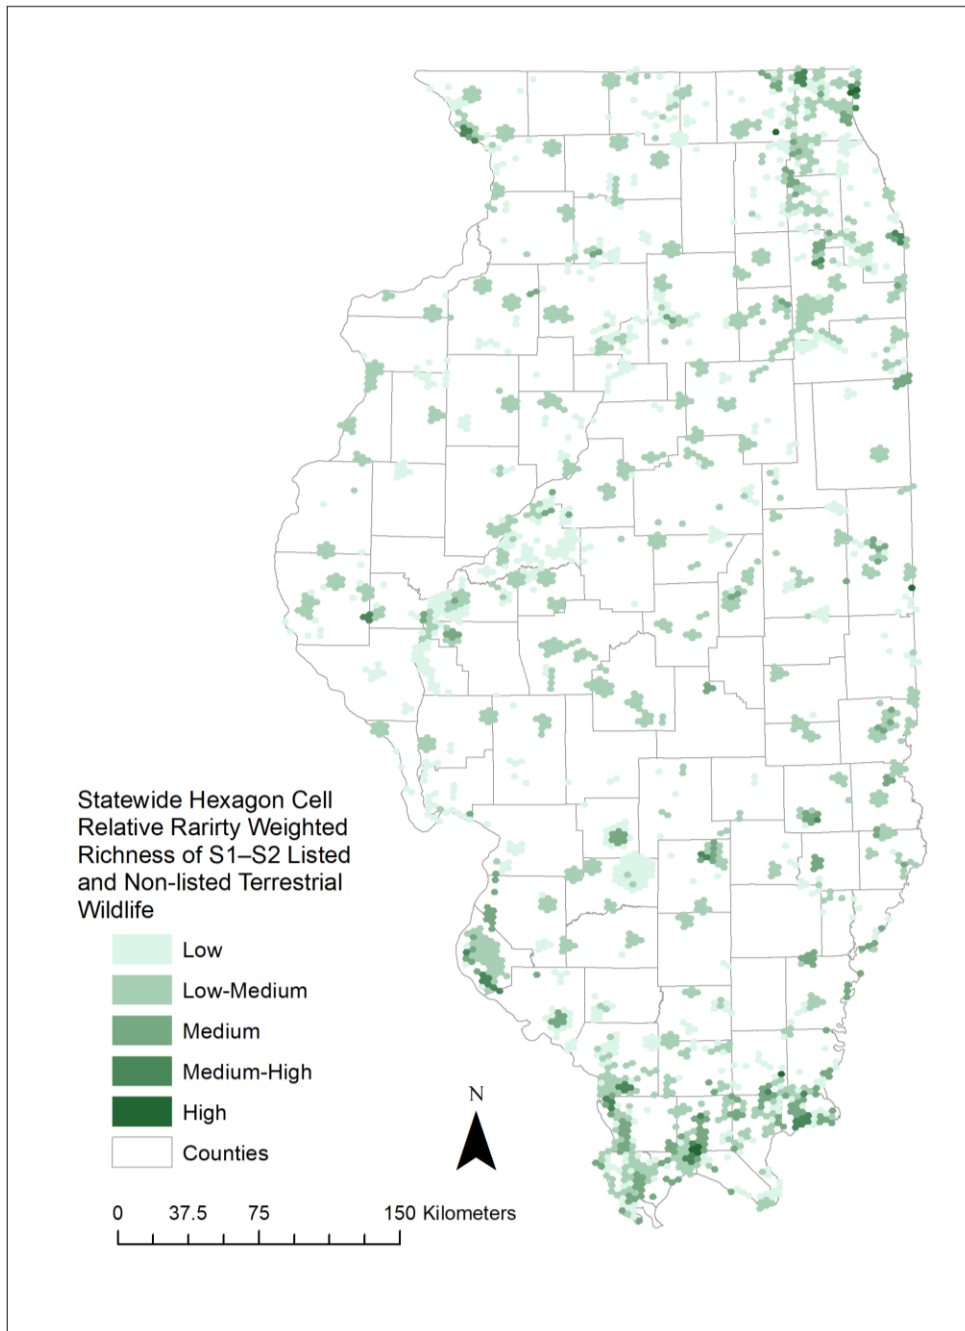 Statewide Hexagon Cell
Relative Rarirty Weighted
Richness of S1–S2 Listed
and Non-listed Terrestrial
Wildlife
Low
Low-Medium
Medium
Medium-High
High
Counties
N
0 37.5 75 150 Kilometers